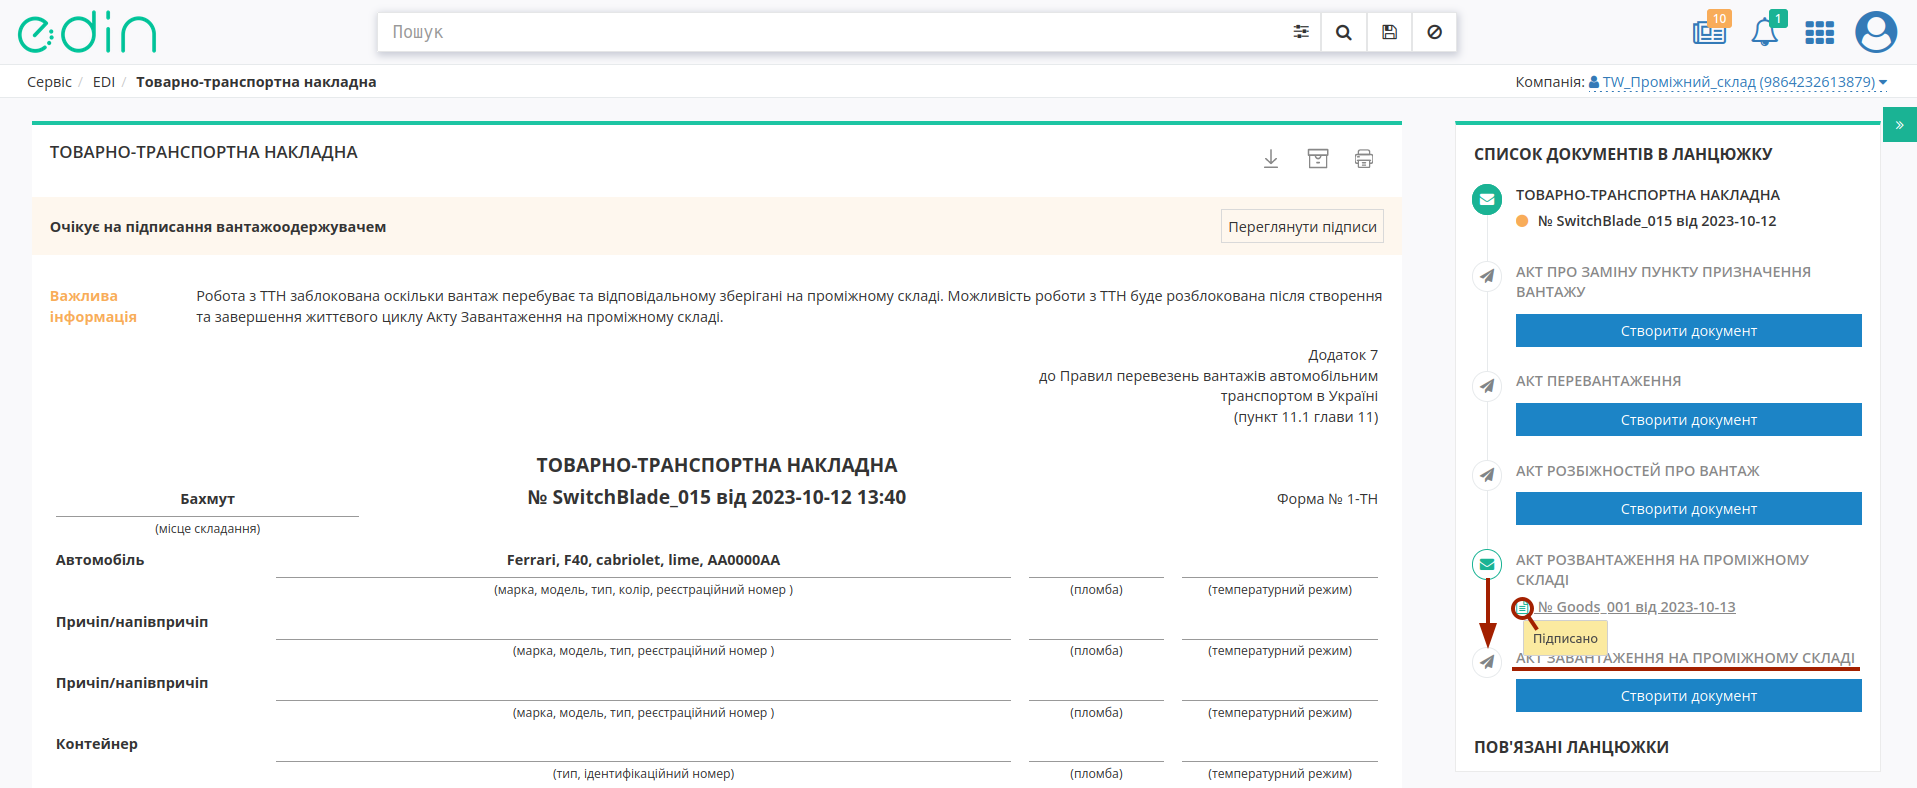 edin
Пошук
10
1
Сервіс / EDI / Товарно-транспортна накладна
Компанія: TW_Проміжний_склад (9864232613879)
ТОВАРНО-ТРАНСПОРТНА НАКЛАДНА
Очікує на підписання вантажоодержувачем
Переглянути підписи
Важлива
інформація
Робота з ТТН заблокована оскільки вантаж перебуває та відповідальному зберігані на проміжному складі. Можливість роботи з ТТН буде розблокована після створення
та завершення життєвого циклу Акту Завантаження на проміжному складі.
Додаток 7
до Правил перевезень вантажів автомобільним
транспортом в Україні
(пункт 11.1 глави 11)
ТОВАРНО-ТРАНСПОРТНА НАКЛАДНА
Бахмут
№ SwitchBlade_015 від 2023-10-12 13:40
Форма № 1-ТН
(місце складання)
Автомобіль
Ferrari, F40, cabriolet, lime, AA0000AA
(марка, модель, тип, колір, реєстраційний номер )
(пломба)
(температурний режим)
Причіп/напівпричіп
(марка, модель, тип, реєстраційний номер )
(пломба)
(температурний режим)
Причіп/напівпричіп
(марка, модель, тип, реєстраційний номер )
(пломба)
(температурний режим)
Контейнер
(тип, ідентифікаційний номер)
(пломба)
(температурний режим)
»
СПИСОК ДОКУМЕНТІВ В ЛАНЦЮЖКУ
ТОВАРНО-ТРАНСПОРТНА НАКЛАДНА
№ SwitchBlade_015 від 2023-10-12
АКТ ПРО ЗАМІНУ ПУНКТУ ПРИЗНАЧЕННЯ
ВАНТАЖУ
Створити документ
АКТ ПЕРЕВАНТАЖЕННЯ
Створити документ
АКТ РОЗБІЖНОСТЕЙ ПРО ВАНТАЖ
Створити документ
АКТ РОЗВАНТАЖЕННЯ НА ПРОМІЖНОМУ
СКЛАДІ
№ Goods_001 від 2023-10-13
Підписано
АКТ ЗАВАНТАЖЕННЯ НА ПРОМІЖНОМУ СКЛАДІ
Створити документ
ПОВ'ЯЗАНІ ЛАНЦЮЖКИ